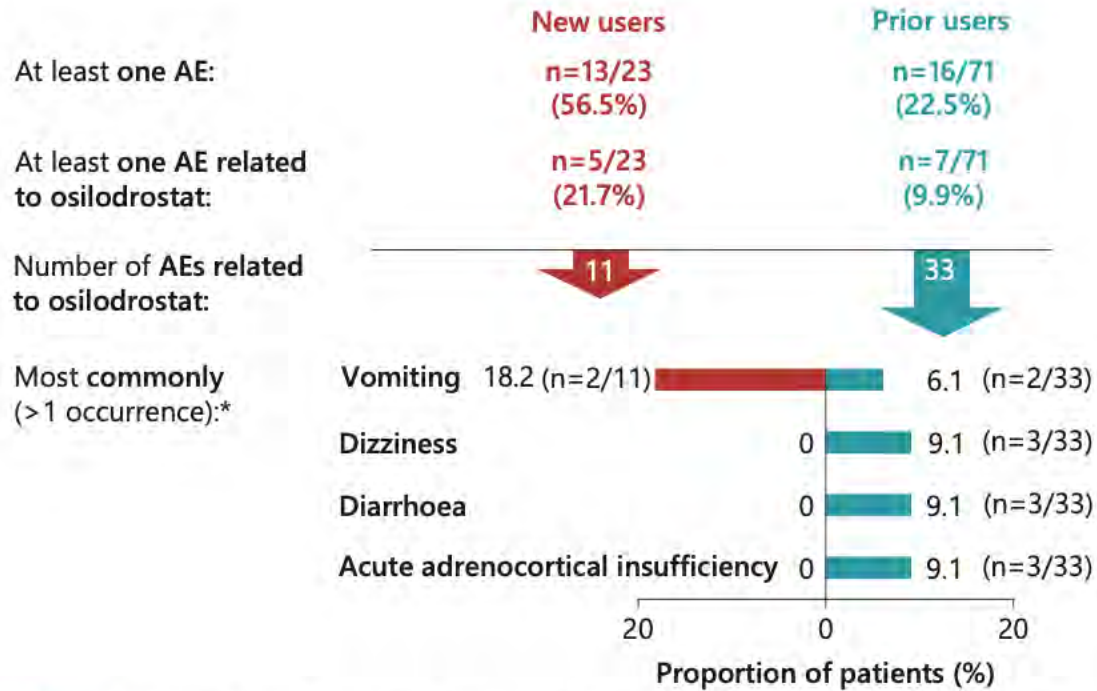 New users
Prior users
At least one AE:
n=13/23
(56.5%)
n=16/71
(22.5%)
At least one AE related
to osilodrostat:
n=5/23
(21.7%)
n=7/71
(9.9%)
Number of AEs related
to osilodrostat:
11
33
Most commonly
(>1 occurrence):*
Vomiting 18.2 (n=2/11) 6.1 (n=2/33)
Dizziness 0 9.1 (n=3/33)
Diarrhoea 0 9.1 (n=3/33)
Acute adrenocortical insufficiency 0 9.1 (n=3/33)
20 0 20
Proportion of patients (%)